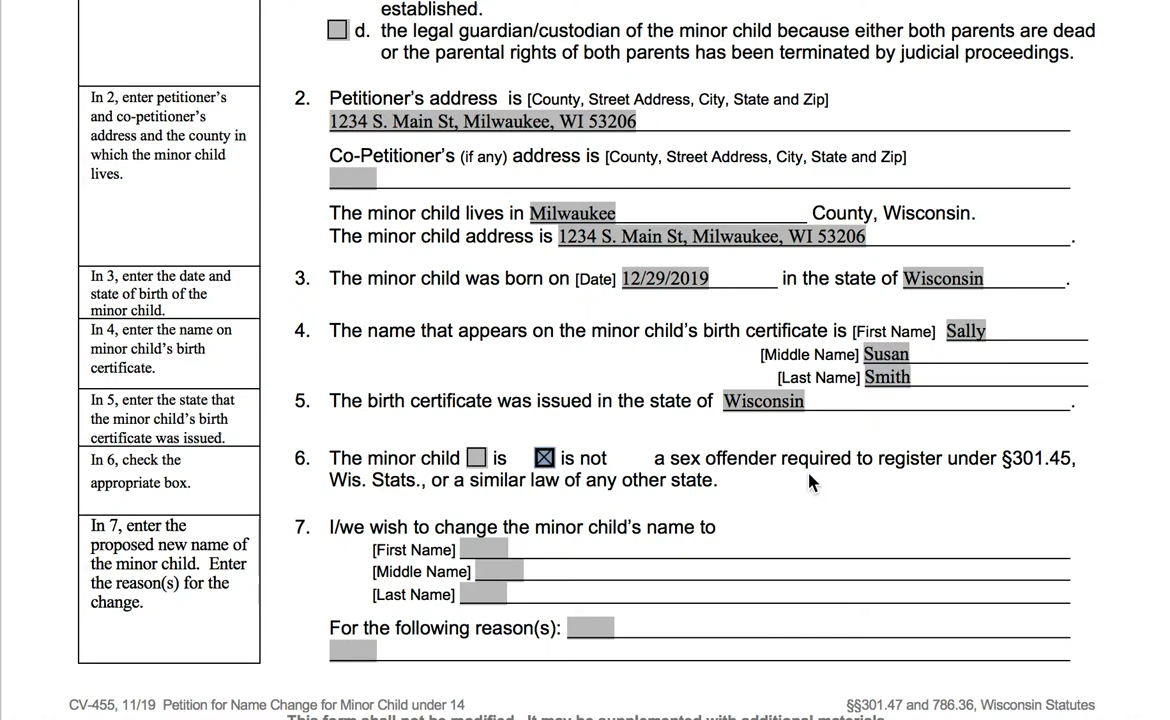 established.
d. the legal guardian/custodian of the minor child because either both parents are dead
or the parental rights of both parents has been terminated by judicial proceedings.
In 2, enter petitioner's
and co-petitioner's
address and the county in
which the minor child
lives.
2. Petitioner's address is [County, Street Address, City, State and Zip]
1234 S. Main St, Milwaukee, WI 53206
Co-Petitioner's (if any) address is [County, Street Address, City, State and Zip]
The minor child lives in Milwaukee County, Wisconsin.
The minor child address is 1234 S. Main St, Milwaukee, WI 53206.
In 3, enter the date and
state of birth of the
minor child.
3. The minor child was born on [Date] 12/29/2019 in the state of Wisconsin.
In 4, enter the name on
minor child's birth
certificate.
4. The name that appears on the minor child's birth certificate is [First Name] Sally
[Middle Name] Susan
[Last Name] Smith
In 5, enter the state that
the minor child's birth
certificate was issued.
5. The birth certificate was issued in the state of Wisconsin.
In 6, check the
appropriate box.
6. The minor child is is not a sex offender required to register under §301.45,
Wis. Stats., or a similar law of any other state.
In 7, enter the
proposed new name of
the minor child. Enter
the reason(s) for the
change.
7. I/we wish to change the minor child's name to
[First Name]
[Middle Name]
[Last Name]
For the following reason(s):
CV-455, 11/19 Petition for Name Change for Minor Child under 14
§§301.47 and 786.36, Wisconsin Statutes
This form shall not be modified. It may be supplemented with additional materials.